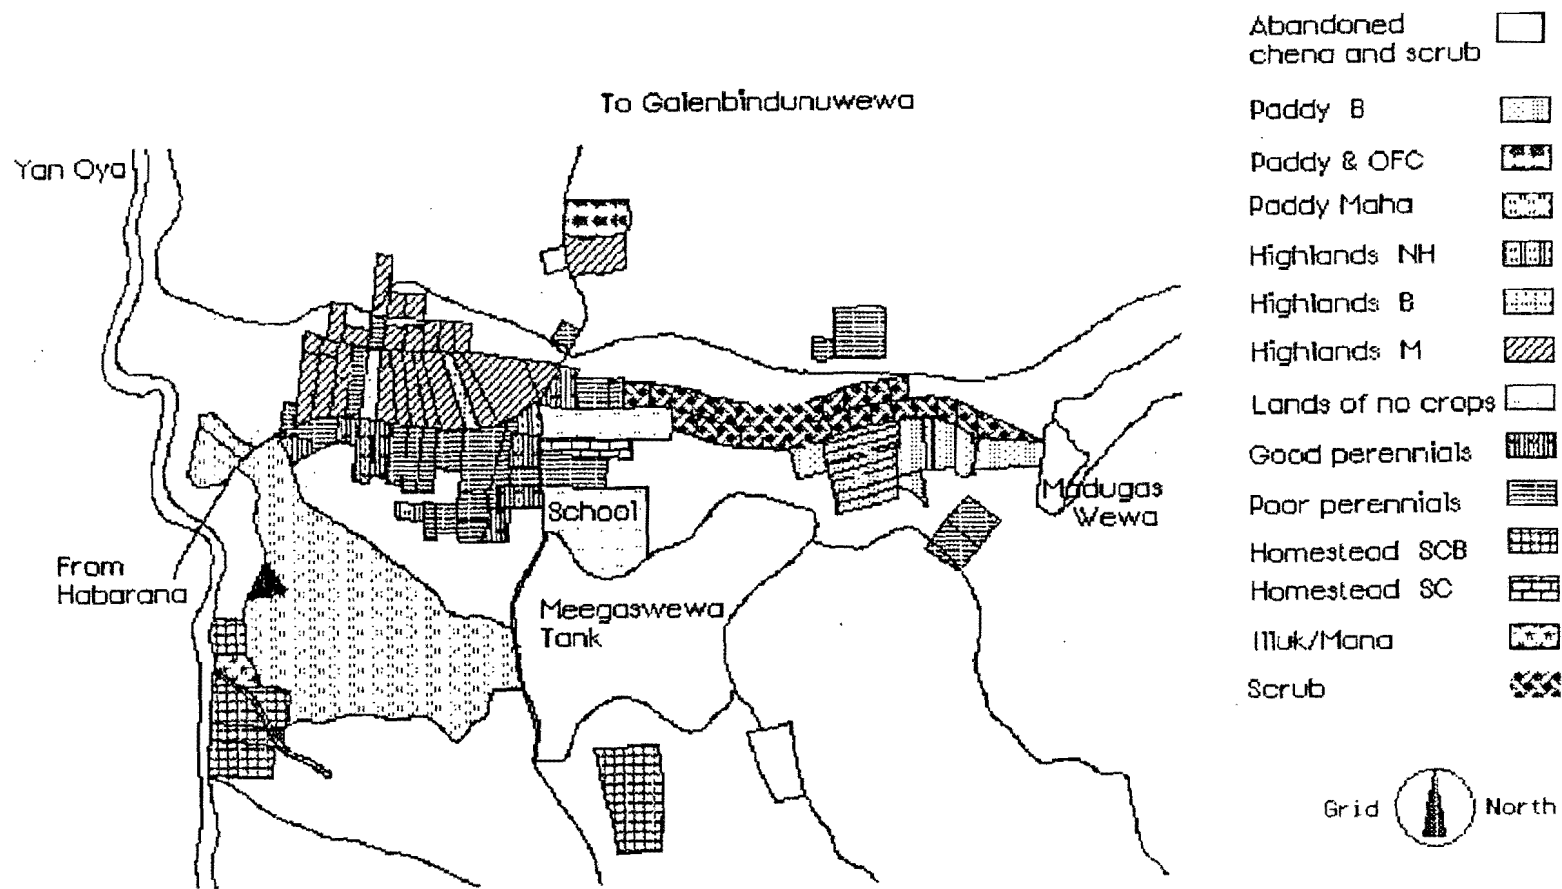 To Galenbindunuwewa
Yan Oya
School
Madugas
Wewa
From
Habarana
Meegaswewa
Tank
Abandoned
chena and scrub
Paddy B
Paddy & OFC
Paddy Maha
Highlands NH
Highlands B
Highlands M
Lands of no crops
Good perennials
Poor perennials
Homestead SCB
Homestead SC
Illuk/Mana
Scrub
Grid North